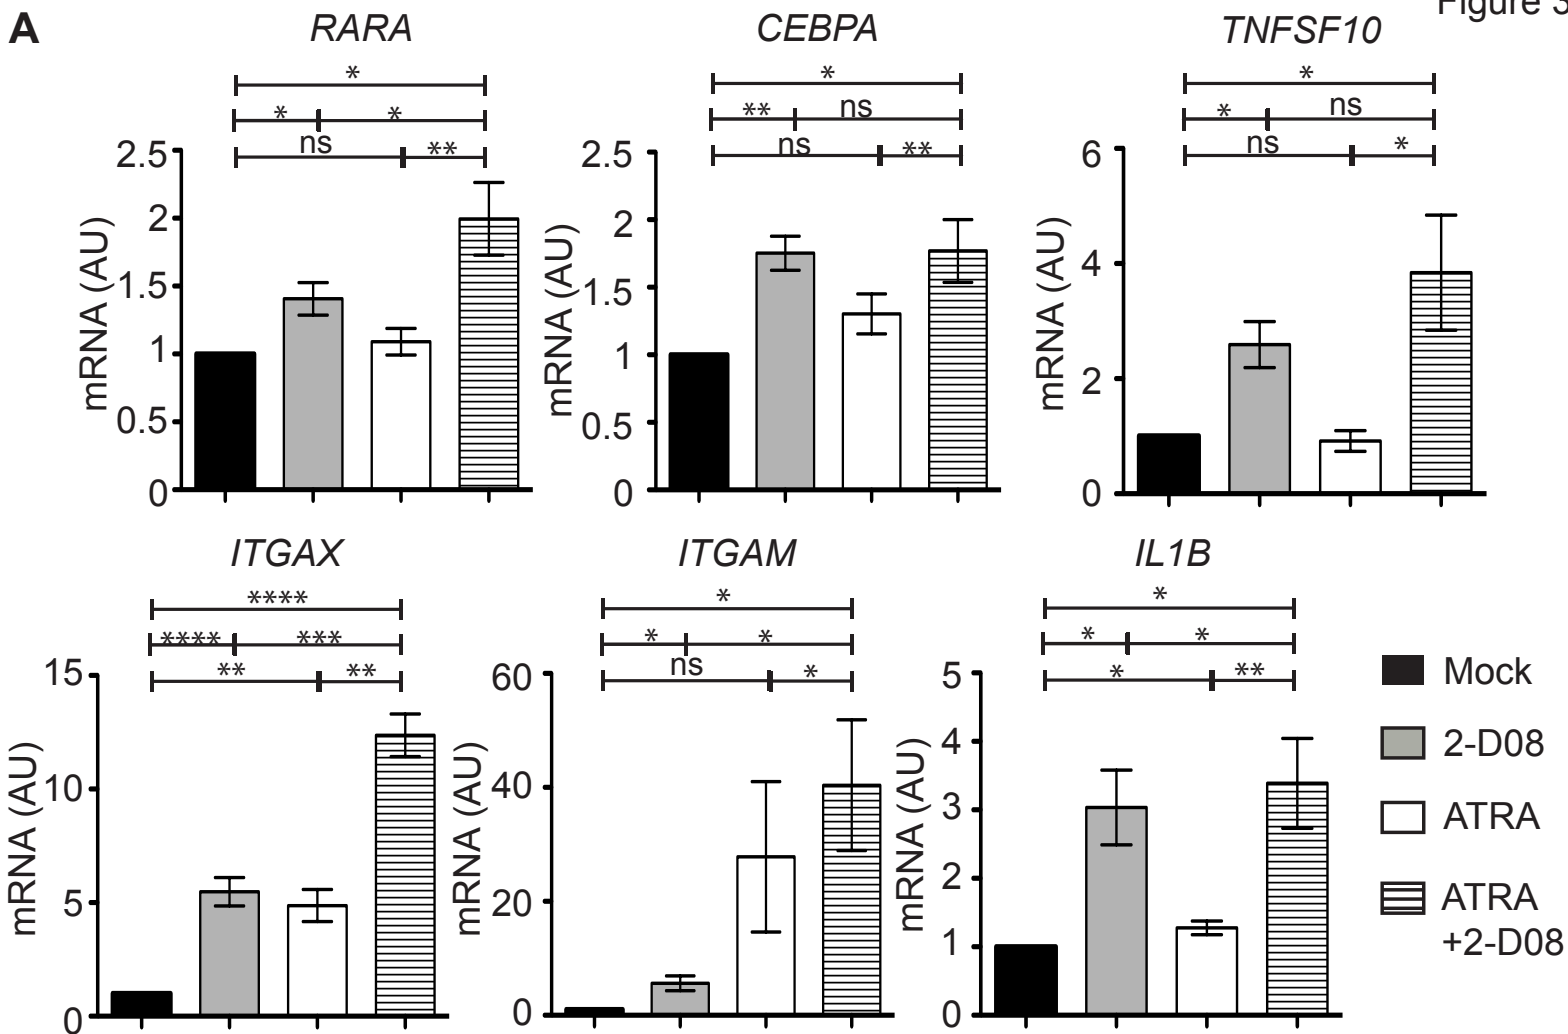 A
Figure 3
RARA
*
* *
ns **
mRNA (AU)
2.5
2
1.5
1
0.5
0
CEBPA
*
** ns
ns **
mRNA (AU)
2.5
2
1.5
1
0.5
0
TNFSF10
*
* ns
ns *
mRNA (AU)
6
4
2
0
ITGAX
****
**** ***
** **
mRNA (AU)
15
10
5
0
ITGAM
*
* *
ns *
mRNA (AU)
60
40
20
0
IL1B
*
* *
* **
mRNA (AU)
5
4
3
2
1
0
Mock
2-D08
ATRA
ATRA
+2-D08